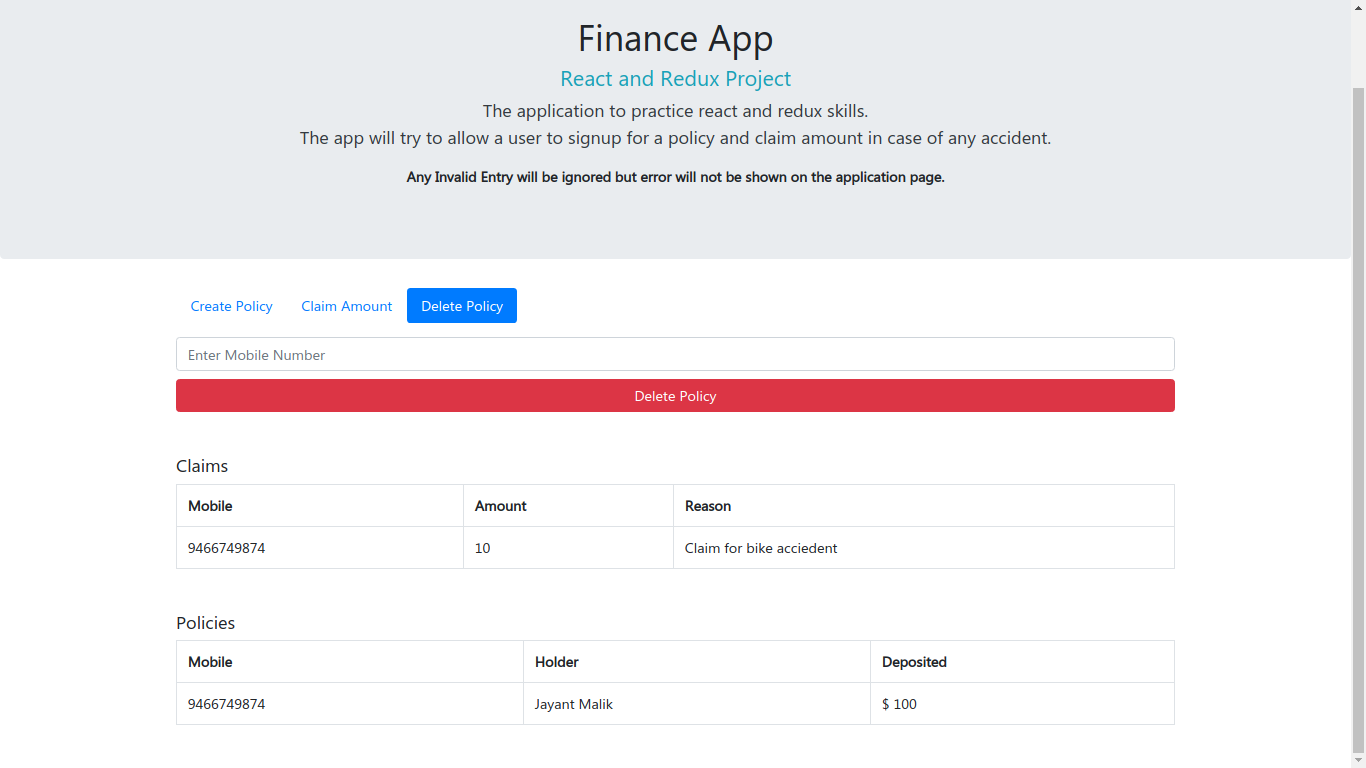 Finance App
React and Redux Project
The application to practice react and redux skills.
The app will try to allow a user to signup for a policy and claim amount in case of any accident.
Any Invalid Entry will be ignored but error will not be shown on the application page.
Create Policy Claim Amount Delete Policy
Enter Mobile Number
Delete Policy
Claims
Mobile Amount Reason
9466749874 10 Claim for bike acciedent
Policies
Mobile Holder Deposited
9466749874 Jayant Malik $ 100